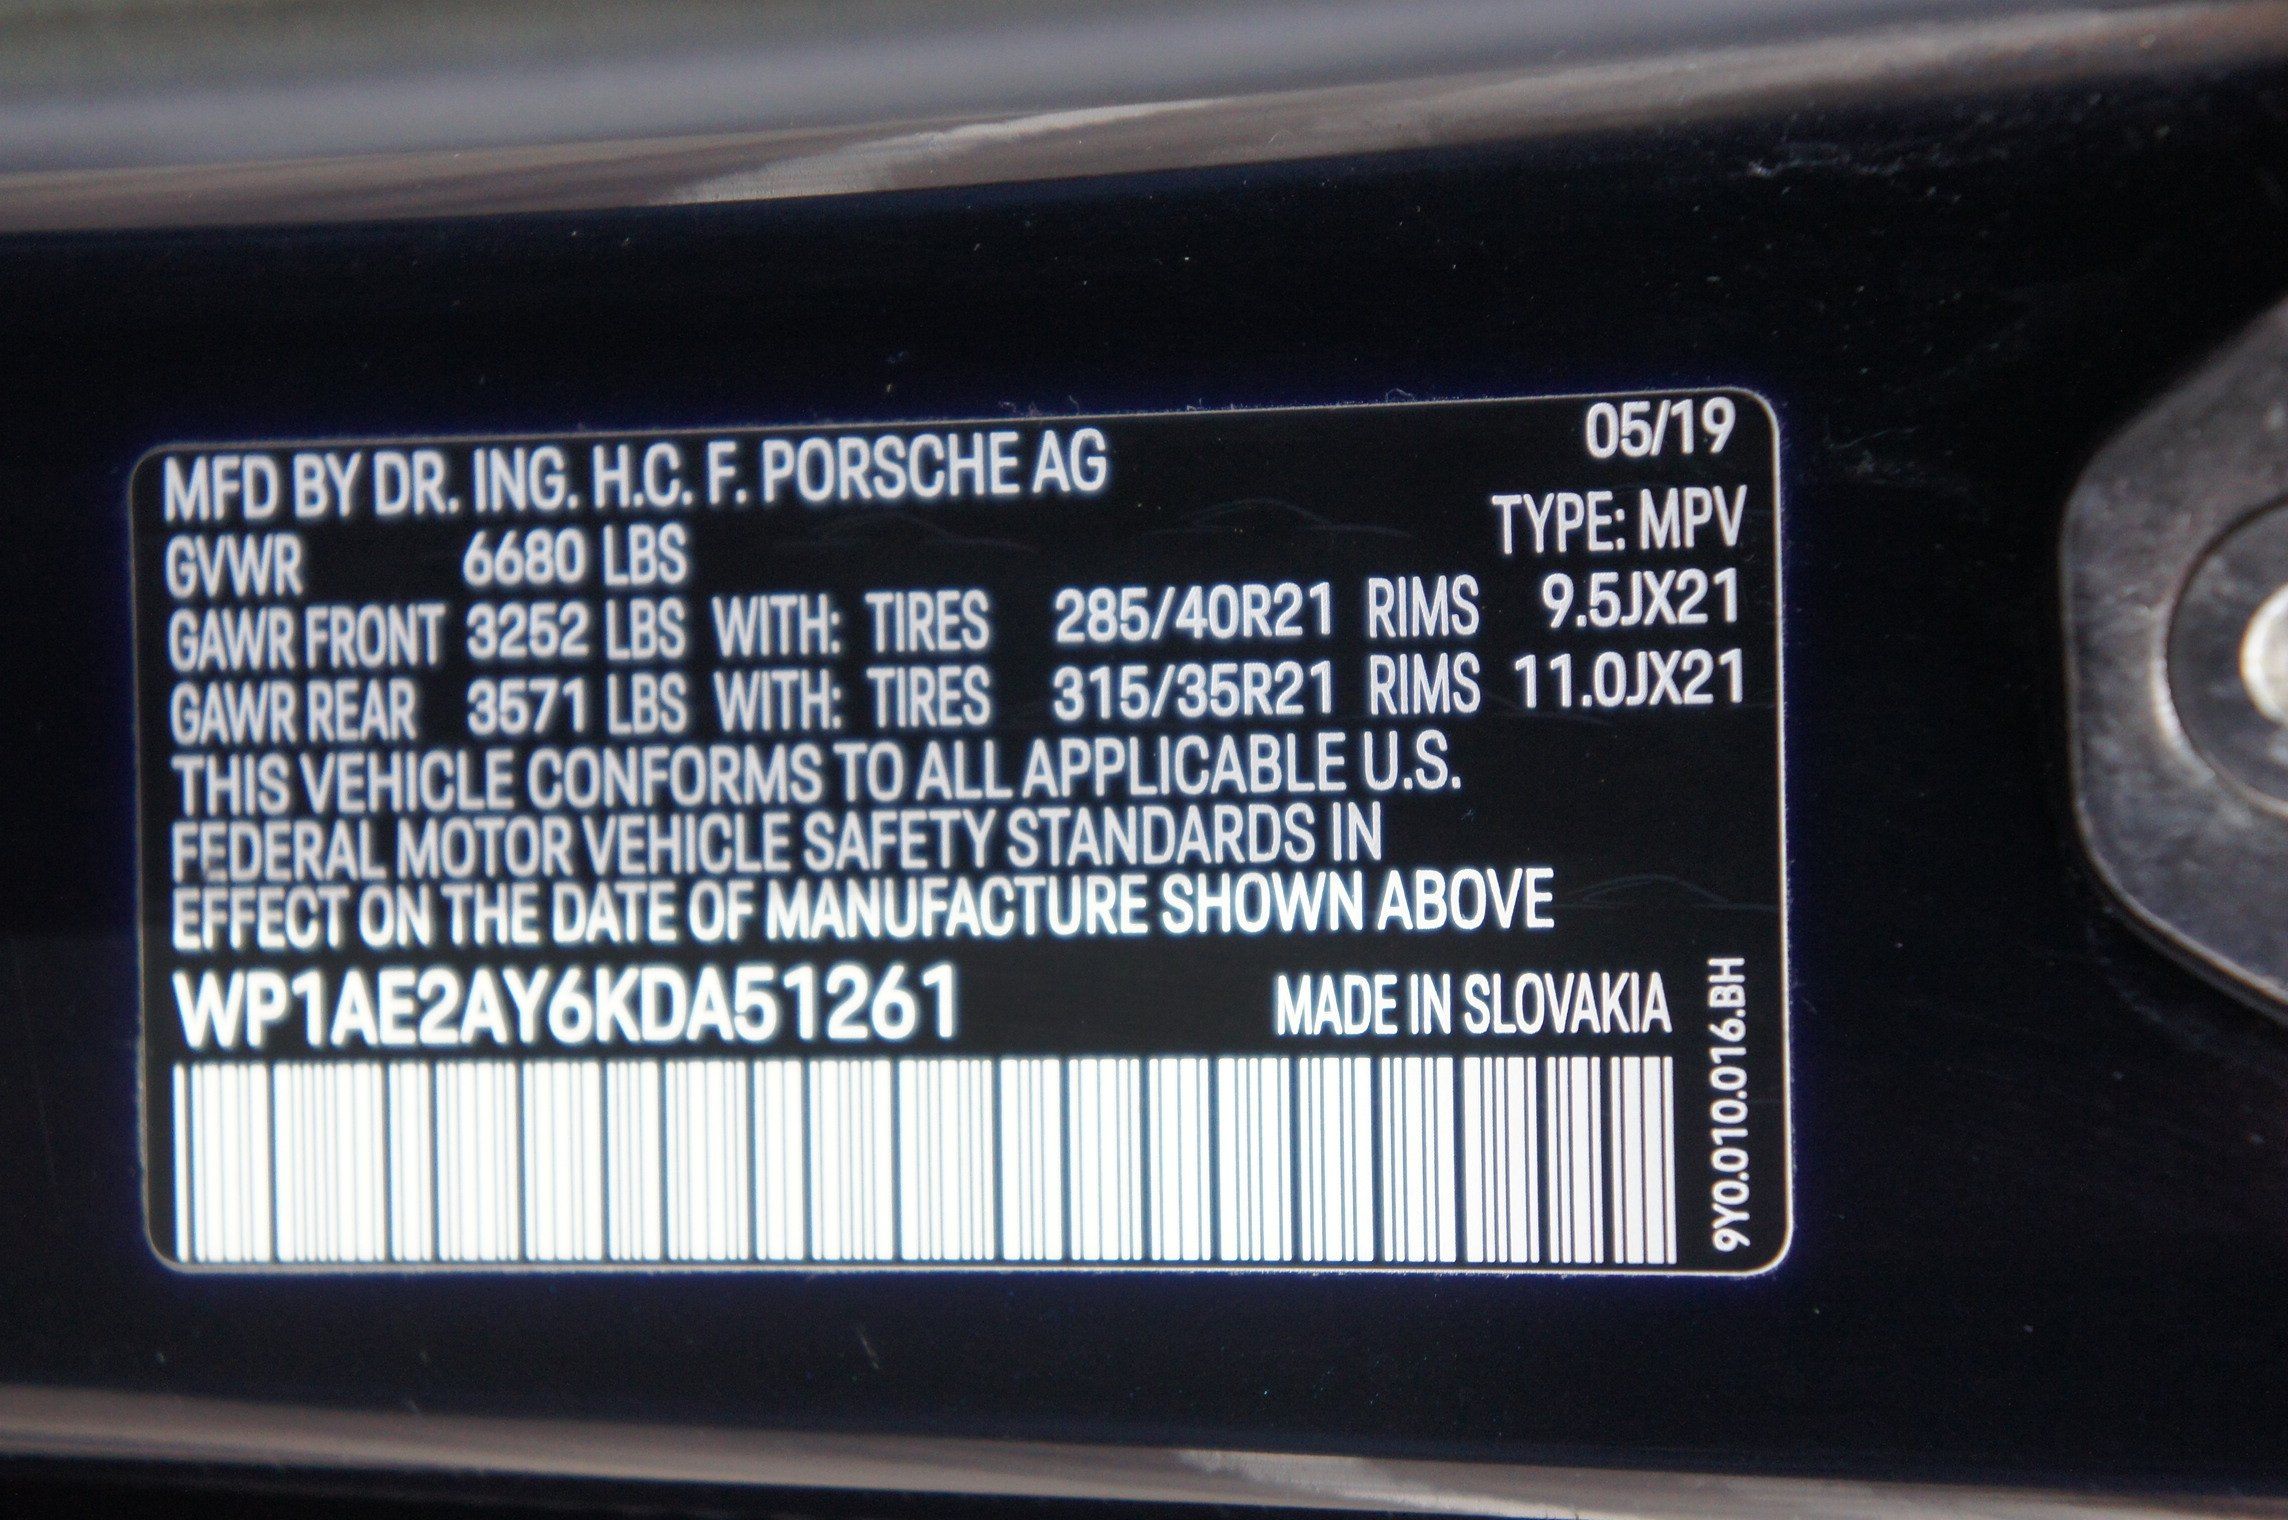 05/19
MFD BY DR. ING. H.C. F. PORSCHE AG
TYPE: MPV
GVWR 6680 LBS
GAWR FRONT 3252 LBS WITH: TIRES 285/40R21 RIMS 9.5JX21
GAWR REAR 3571 LBS WITH: TIRES 315/35R21 RIMS 11.0JX21
THIS VEHICLE CONFORMS TO ALL APPLICABLE U.S.
FEDERAL MOTOR VEHICLE SAFETY STANDARDS IN
EFFECT ON THE DATE OF MANUFACTURE SHOWN ABOVE
WP1AE2AY6KDA51261 MADE IN SLOVAKIA
9Y0.010.016.BH